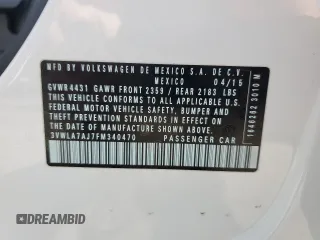 MFD BY VOLKSWAGEN DE MEXICO S.A. DE C.V.
MEXICO 04/15
GVWR 4431 GAWR FRONT 2359 / REAR 2183 LBS
THIS VEHICLE CONFORMS TO ALL APPLICABLE
FEDERAL MOTOR VEHICLE SAFETY, BUMPER AND
THEFT PREVENTION STANDARDS IN EFFECT ON
THE DATE OF MANUFACTURE SHOWN ABOVE.
3VWLA7AJ7FM340470 PASSENGER CAR
DREAMBID